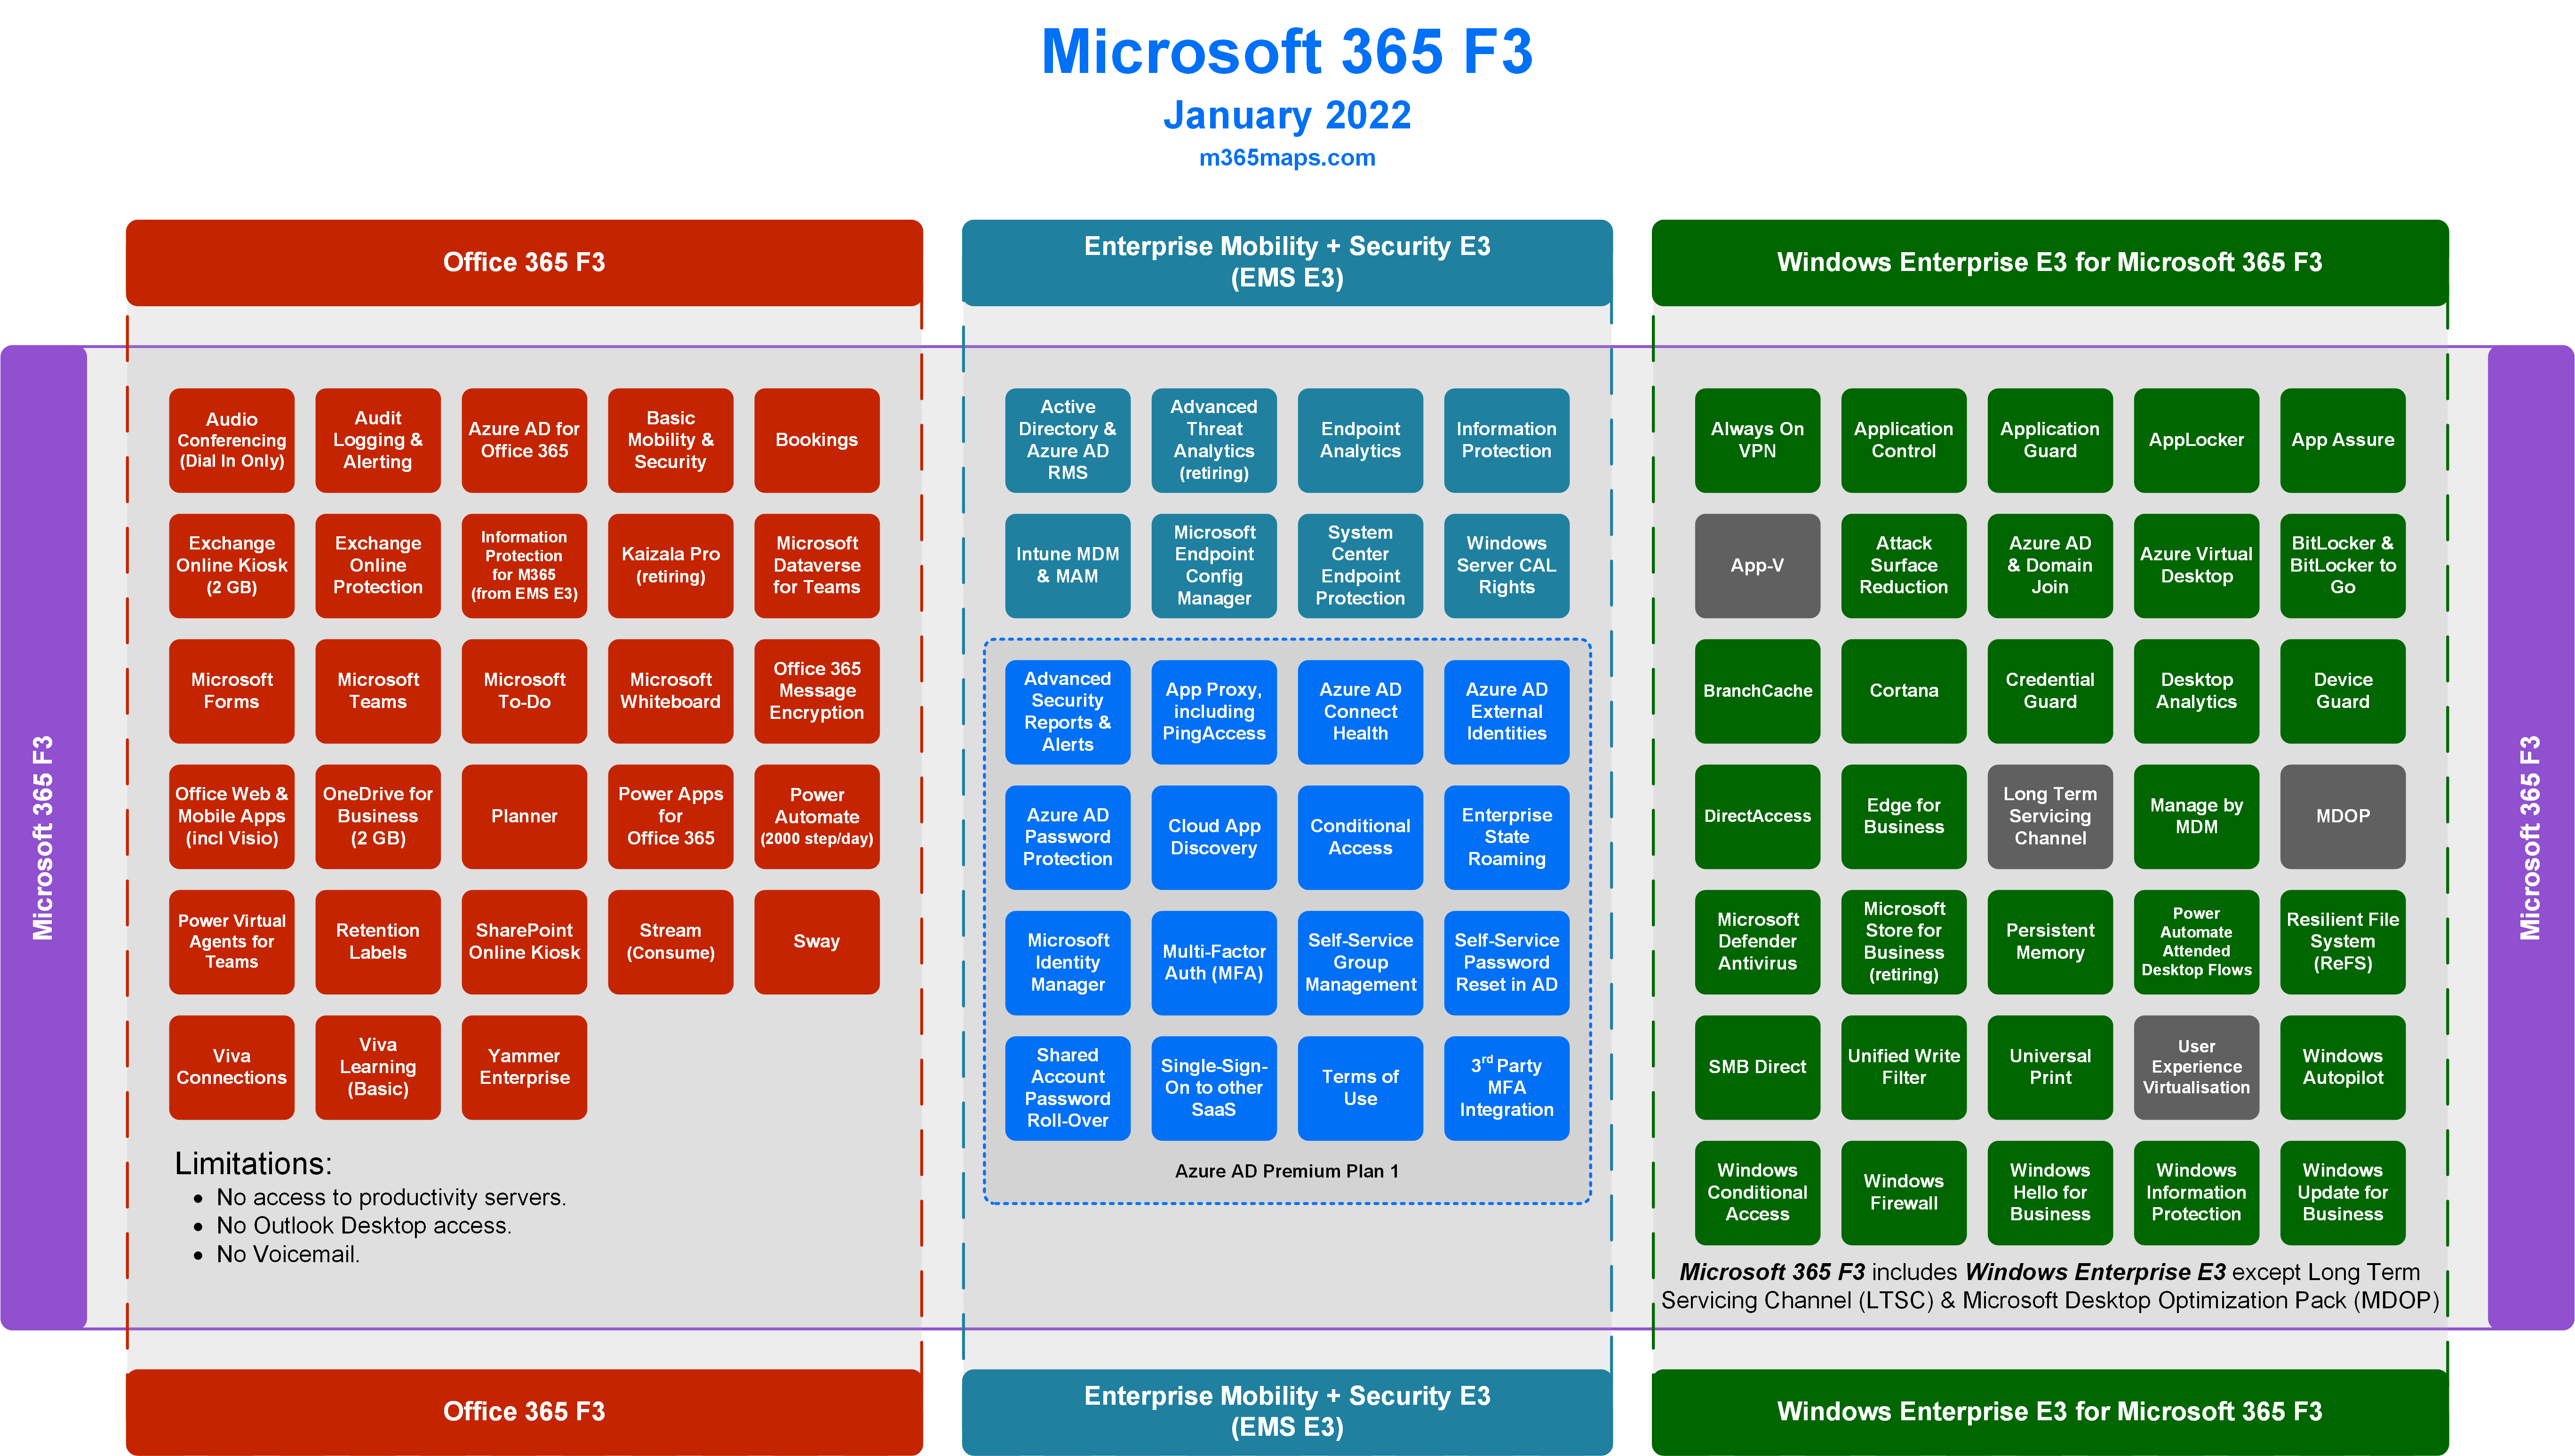 Microsoft 365 F3
January 2022
m365maps.com
Office 365 F3
Enterprise Mobility + Security E3
(EMS E3)
Windows Enterprise E3 for Microsoft 365 F3
Microsoft 365 F3
Audio
Conferencing
(Dial In Only)
Audit
Logging &
Alerting
Azure AD for
Office 365
Basic
Mobility &
Security
Bookings
Exchange
Online Kiosk
(2 GB)
Exchange
Online
Protection
Information
Protection
for M365
(from EMS E3)
Kaizala Pro
(retiring)
Microsoft
Dataverse
for Teams
Microsoft
Forms
Microsoft
Teams
Microsoft
To-Do
Microsoft
Whiteboard
Office 365
Message
Encryption
Office Web &
Mobile Apps
(incl Visio)
OneDrive for
Business
(2 GB)
Planner
Power Apps
for
Office 365
Power
Automate
(2000 step/day)
Power Virtual
Agents for
Teams
Retention
Labels
SharePoint
Online Kiosk
Stream
(Consume)
Sway
Viva
Connections
Viva
Learning
(Basic)
Yammer
Enterprise
Limitations:
• No access to productivity servers.
• No Outlook Desktop access.
• No Voicemail.
Active
Directory &
Azure AD
RMS
Advanced
Threat
Analytics
(retiring)
Endpoint
Analytics
Information
Protection
Intune MDM
& MAM
Microsoft
Endpoint
Config
Manager
System
Center
Endpoint
Protection
Windows
Server CAL
Rights
Advanced
Security
Reports &
Alerts
App Proxy,
including
PingAccess
Azure AD
Connect
Health
Azure AD
External
Identities
Azure AD
Password
Protection
Cloud App
Discovery
Conditional
Access
Enterprise
State
Roaming
Microsoft
Identity
Manager
Multi-Factor
Auth (MFA)
Self-Service
Group
Management
Self-Service
Password
Reset in AD
Shared
Account
Password
Roll-Over
Single-Sign-
On to other
SaaS
Terms of
Use
3rd Party
MFA
Integration
Azure AD Premium Plan 1
Always On
VPN
Application
Control
Application
Guard
AppLocker
App Assure
App-V
Attack
Surface
Reduction
Azure AD
& Domain
Join
Azure Virtual
Desktop
BitLocker &
BitLocker to
Go
BranchCache
Cortana
Credential
Guard
Desktop
Analytics
Device
Guard
DirectAccess
Edge for
Business
Long Term
Servicing
Channel
Manage by
MDM
MDOP
Microsoft
Defender
Antivirus
Microsoft
Store for
Business
(retiring)
Persistent
Memory
Power
Automate
Attended
Desktop Flows
Resilient File
System
(ReFS)
SMB Direct
Unified Write
Filter
Universal
Print
User
Experience
Virtualisation
Windows
Autopilot
Windows
Conditional
Access
Windows
Firewall
Windows
Hello for
Business
Windows
Information
Protection
Windows
Update for
Business
Microsoft 365 F3 includes Windows Enterprise E3 except Long Term
Servicing Channel (LTSC) & Microsoft Desktop Optimization Pack (MDOP)
Microsoft 365 F3
Office 365 F3
Enterprise Mobility + Security E3
(EMS E3)
Windows Enterprise E3 for Microsoft 365 F3